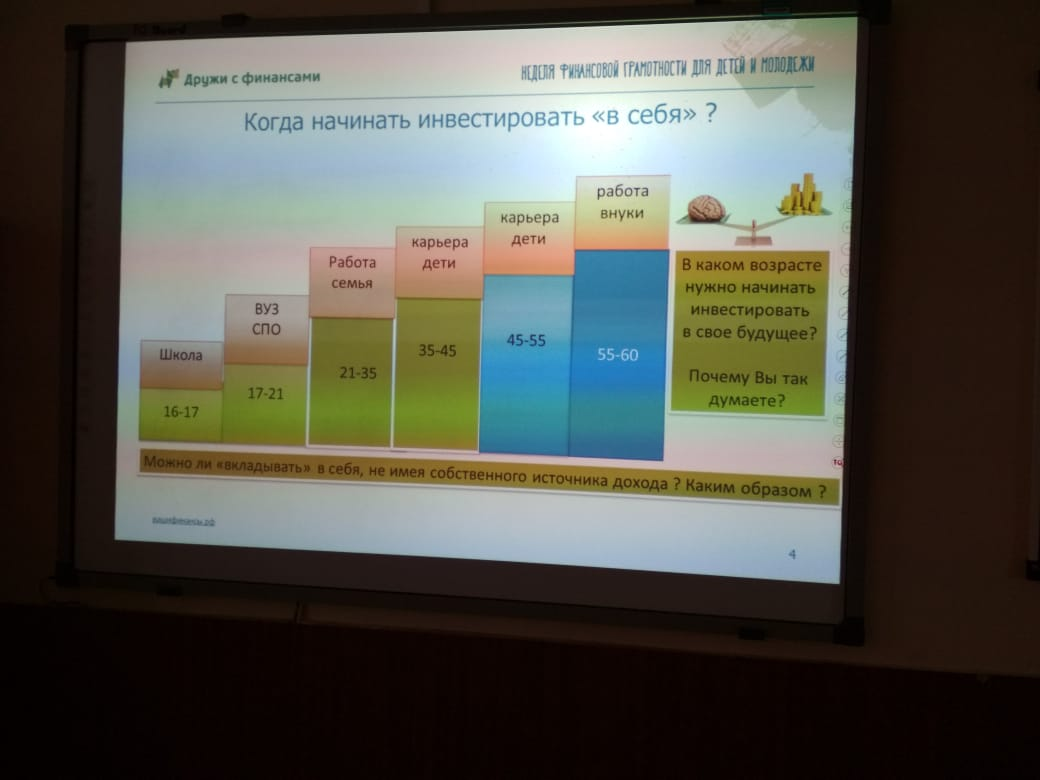 Дружи с финансами
НЕДЕЛЯ ФИНАНСОВОЙ ГРАМОТНОСТИ ДЛЯ ДЕТЕЙ И МОЛОДЕЖИ
Когда начинать инвестировать «в себя» ?
Школа
16-17
ВУЗ
СПО
17-21
Работа
семья
21-35
карьера
дети
35-45
карьера
дети
45-55
работа
внуки
55-60
В каком возрасте
нужно начинать
инвестировать
в свое будущее?
Почему Вы так
думаете?
Можно ли «вкладывать» в себя, не имея собственного источника дохода ? Каким образом ?
вашифинансы.рф
4